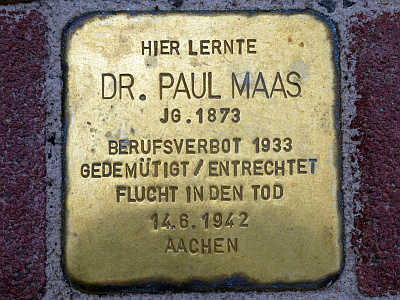 HIER LERNTE
DR. PAUL MAAS
JG. 1873
BERUFSVERBOT 1933
GEDEMÜTIGT / ENTRECHTET
FLUCHT IN DEN TOD
14.6.1942
AACHEN